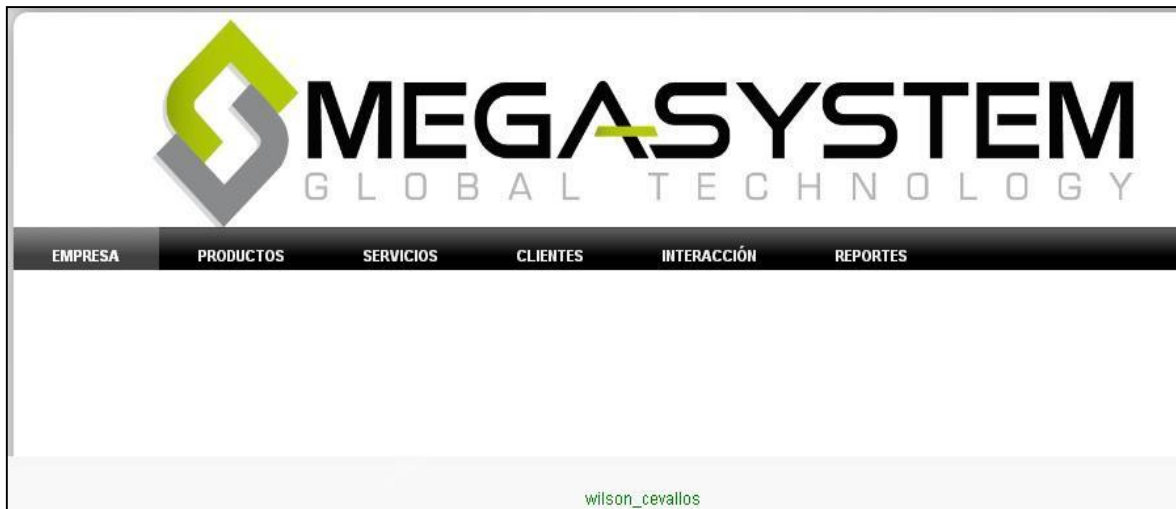 MEGASYSTEM
GLOBAL TECHNOLOGY
EMPRESA PRODUCTOS SERVICIOS CLIENTES INTERACCIÓN REPORTES
wilson_cevallos